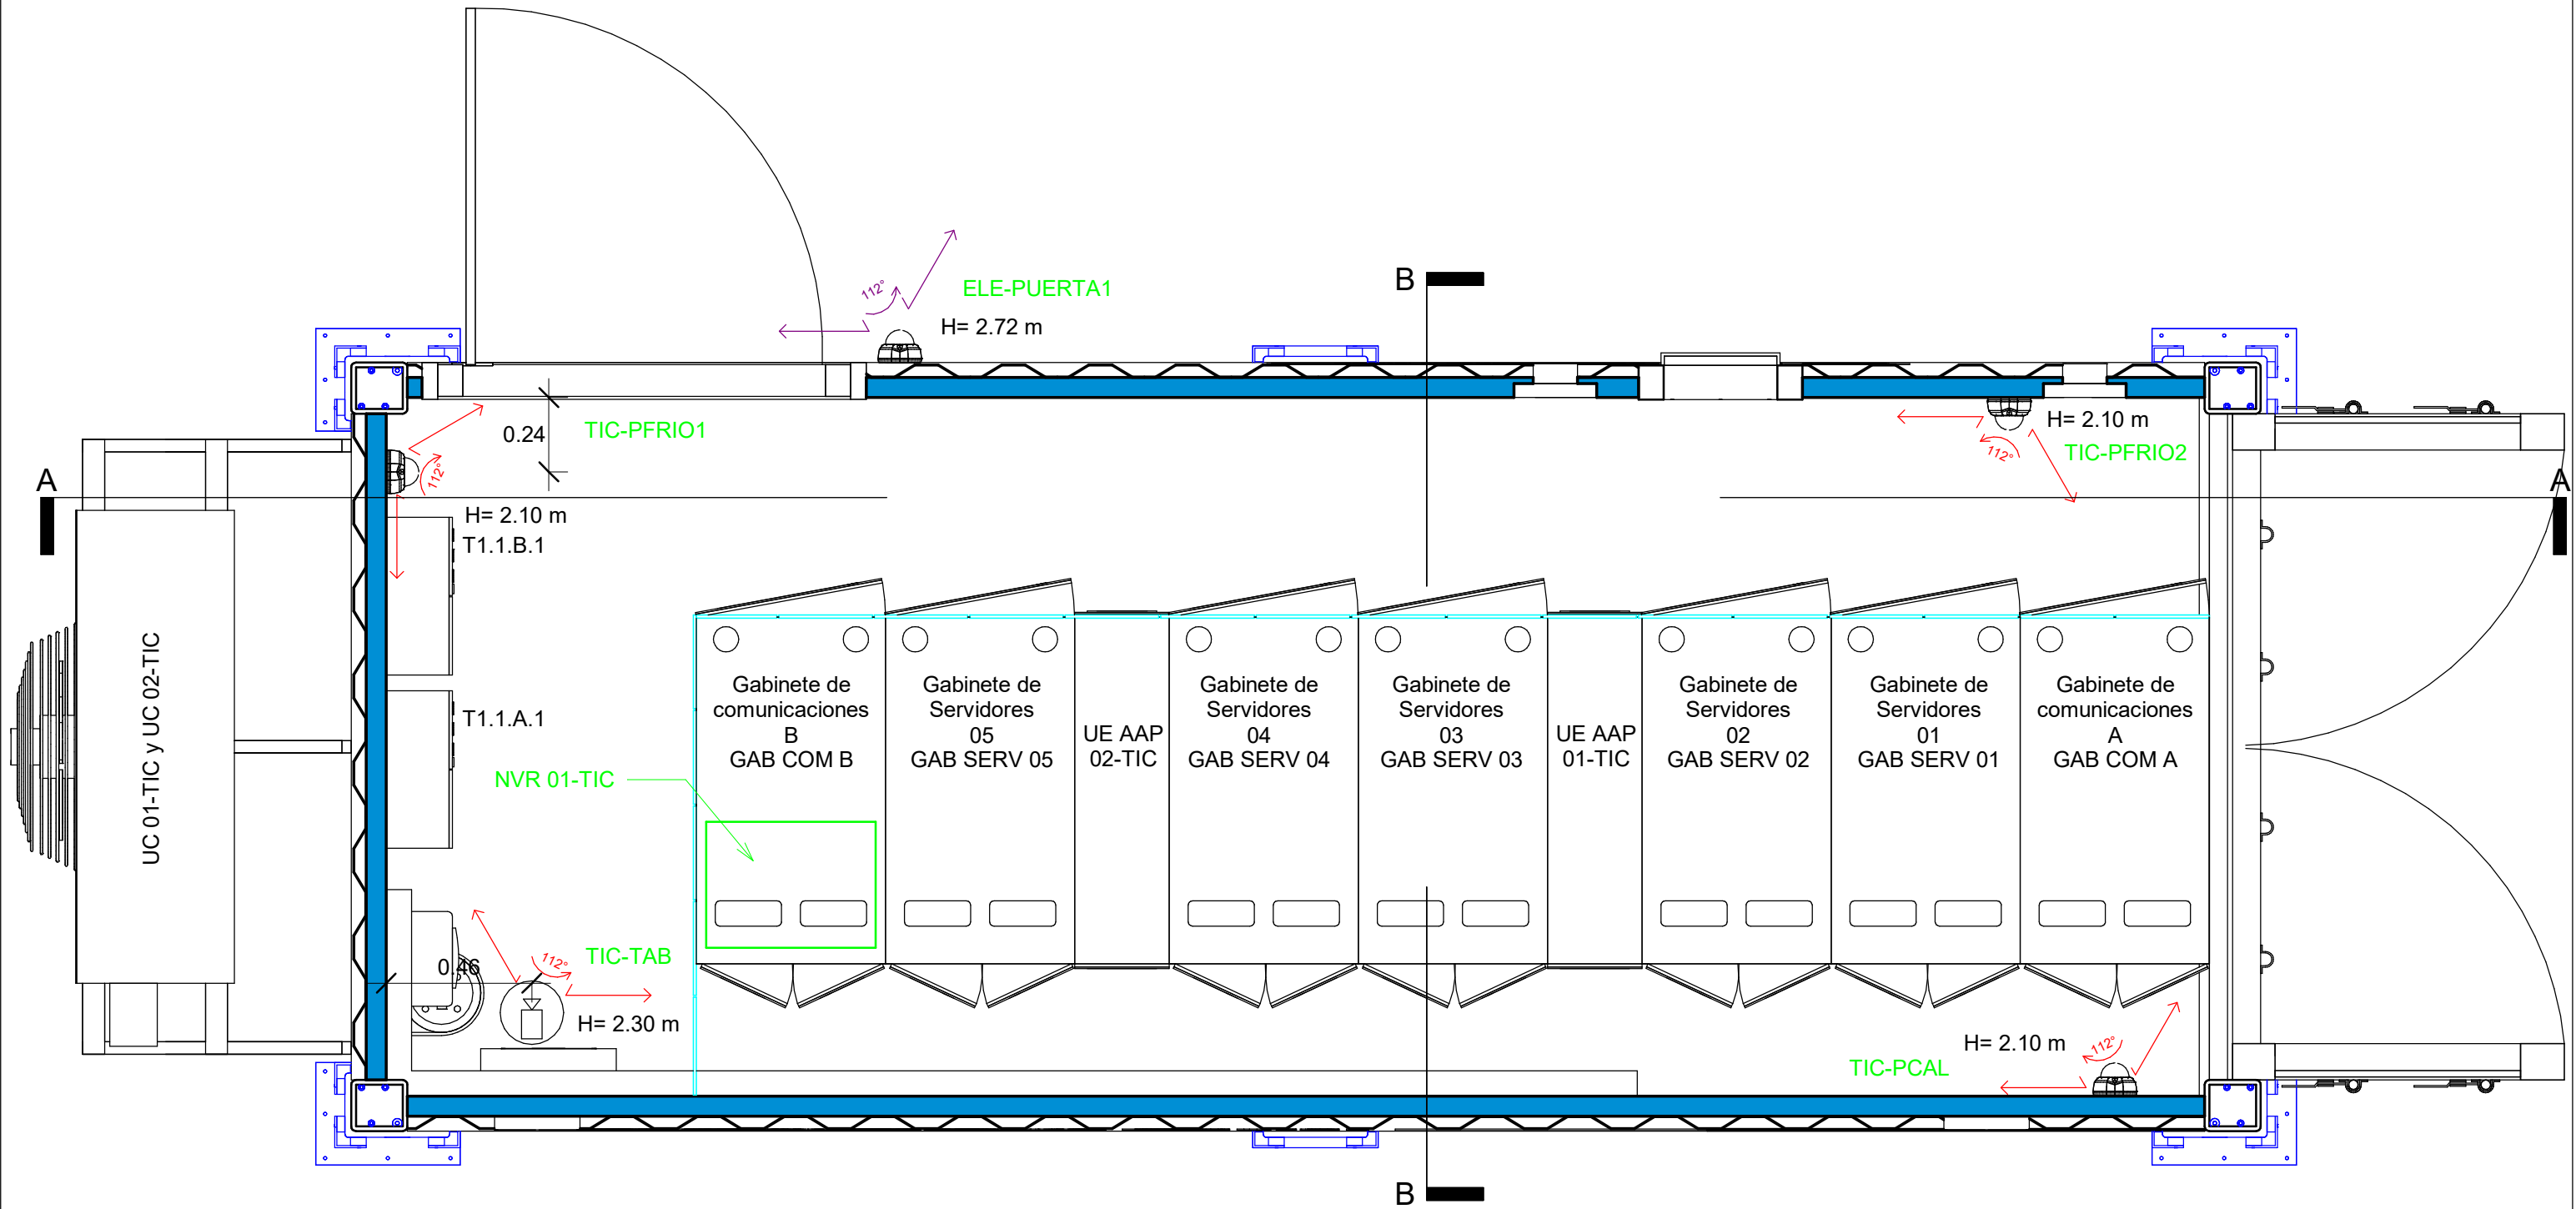 112°
ELE-PUERTA1
H= 2.72 m
B
0.24
TIC-PFRIO1
112°
H= 2.10 m
T1.1.B.1
H= 2.10 m
112°
TIC-PFRIO2
A
A
UC 01-TIC y UC 02-TIC
T1.1.A.1
NVR 01-TIC
Gabinete de
comunicaciones
B
GAB COM B
Gabinete de
Servidores
05
GAB SERV 05
UE AAP
02-TIC
Gabinete de
Servidores
04
GAB SERV 04
Gabinete de
Servidores
03
GAB SERV 03
UE AAP
01-TIC
Gabinete de
Servidores
02
GAB SERV 02
Gabinete de
Servidores
01
GAB SERV 01
Gabinete de
comunicaciones
A
GAB COM A
0.46
112°
TIC-TAB
H= 2.30 m
H= 2.10 m
112°
TIC-PCAL
B